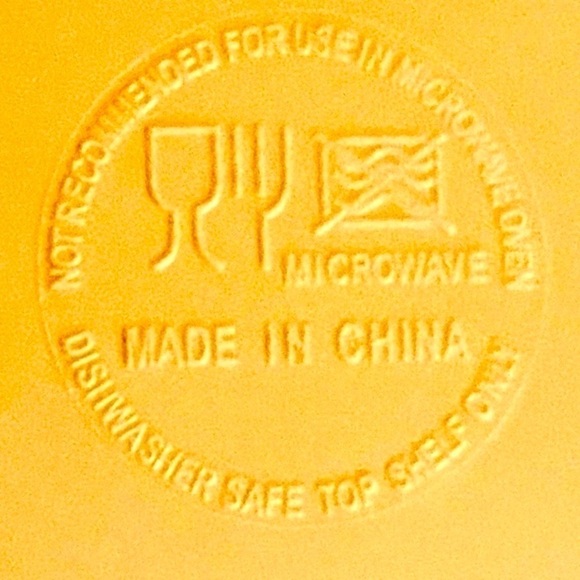 NOT RECOMMENDED FOR USE IN MICROWAVE OVEN
MICROWAVE
MADE IN CHINA
DISHWASHER SAFE TOP SHELF ONLY